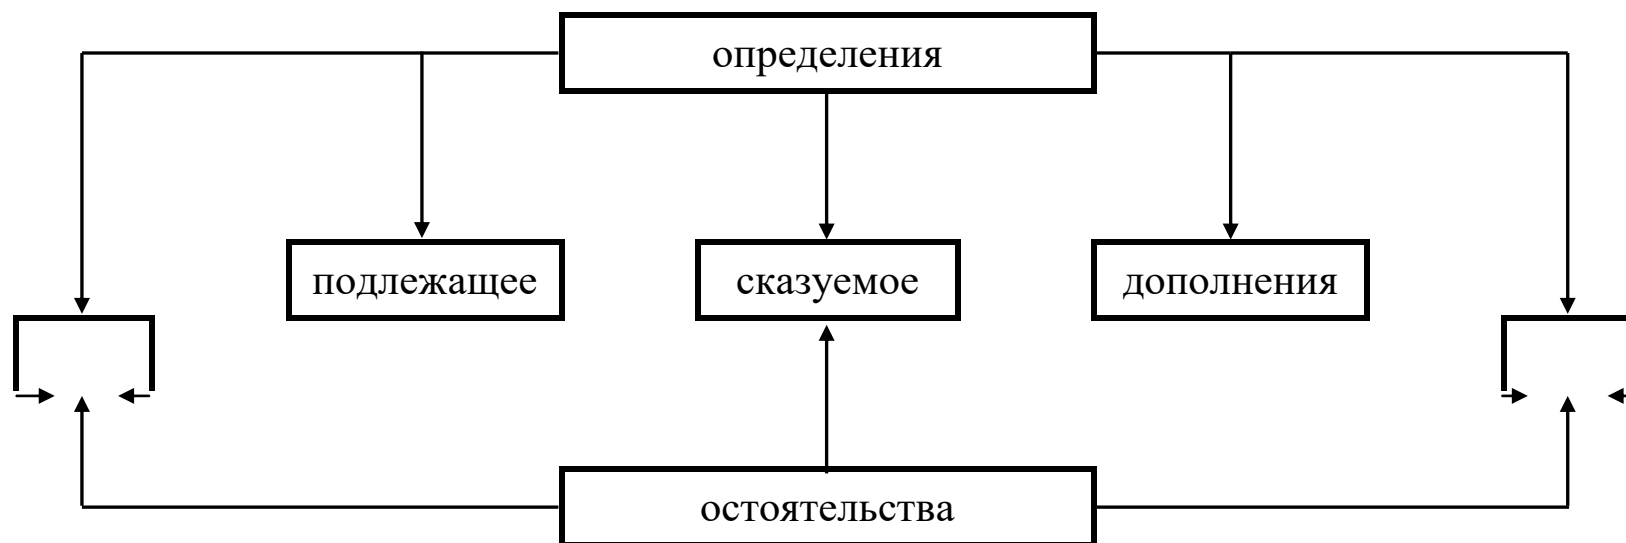 определения
подлежащее
сказуемое
дополнения
остоятельства